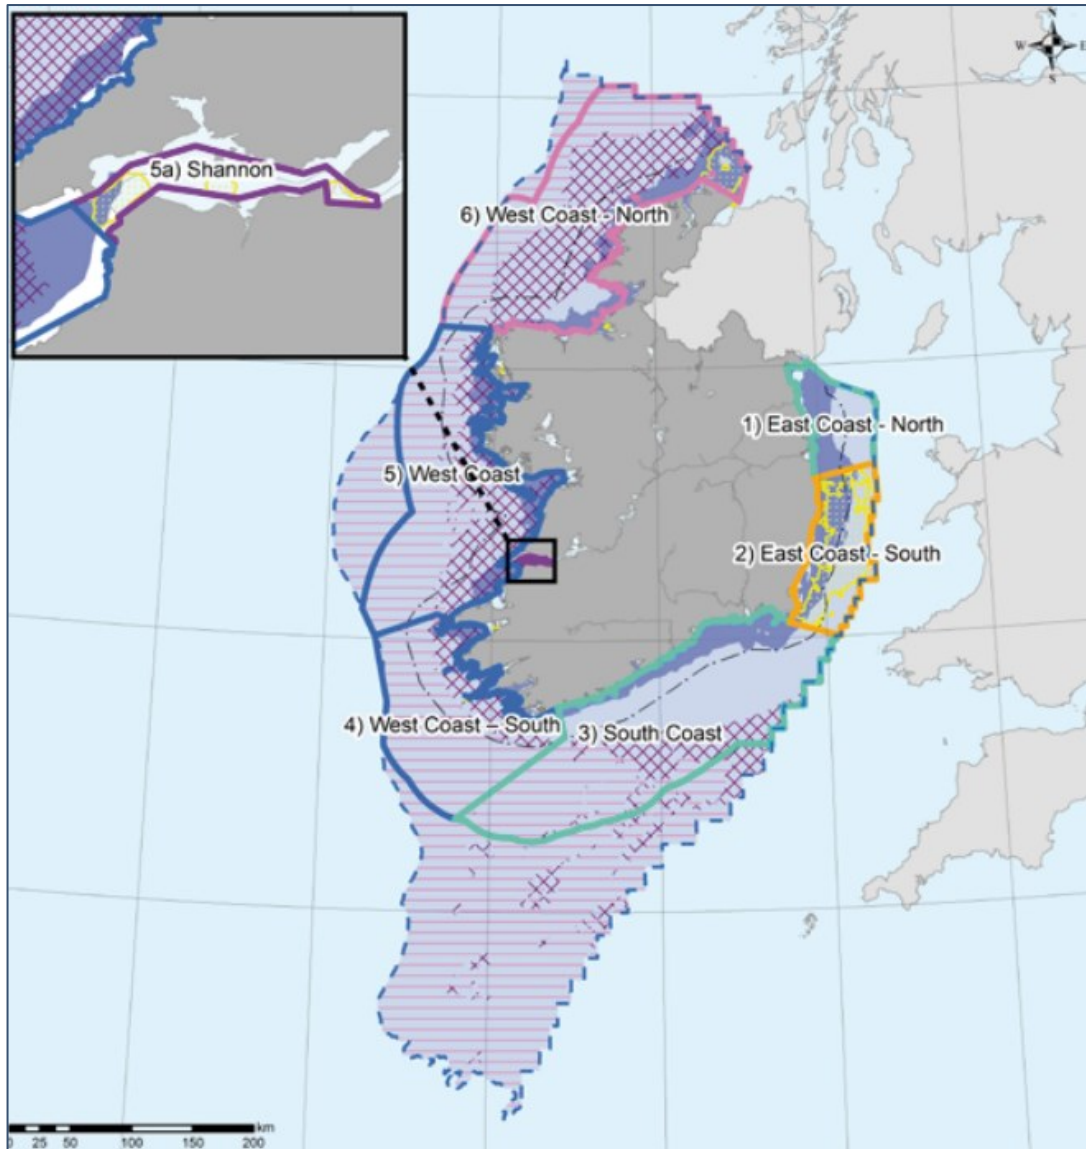 N
W E
S
5a) Shannon
6) West Coast - North
1) East Coast - North
5) West Coast
2) East Coast - South
4) West Coast – South
3) South Coast
km
0 25 50 100 150 200